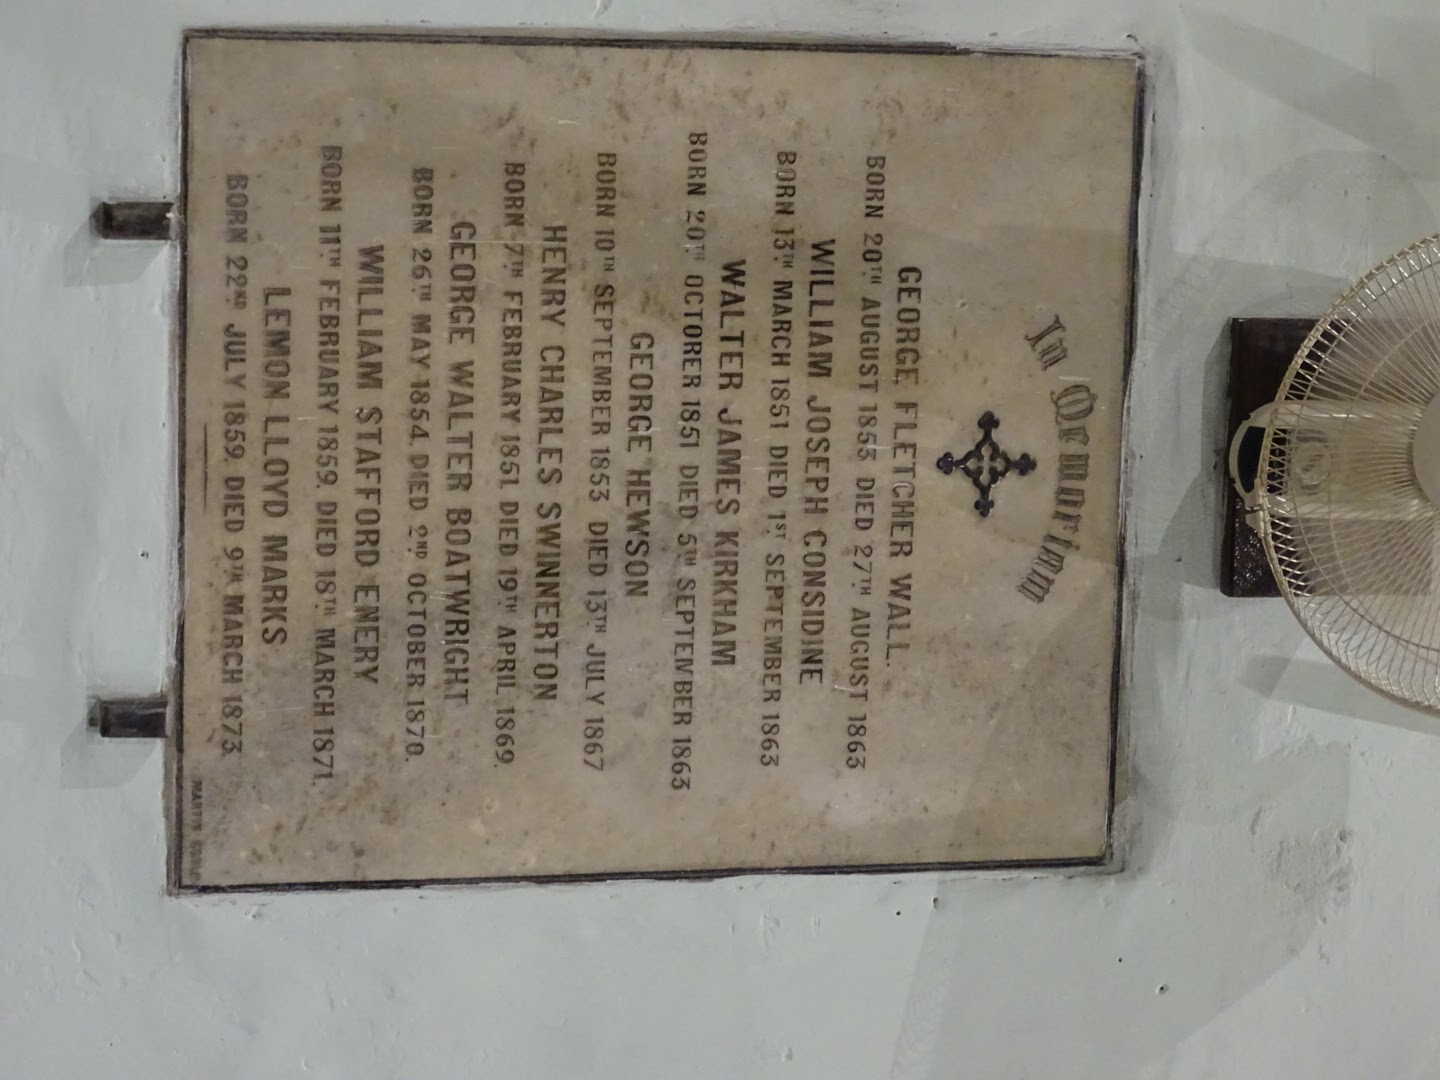 In Memoriam
GEORGE FLETCHER WALL.
BORN 20TH AUGUST 1853 DIED 27TH AUGUST 1863
WILLIAM JOSEPH CONSIDINE
BORN 13TH MARCH 1851 DIED 1ST SEPTEMBER 1863
WALTER JAMES KIRKHAM
BORN 20TH OCTORER 1851 DIED 5TH SEPTEMBER 1863
GEORGE HEWSON
BORN 10TH SEPTEMBER 1853 DIED 13TH JULY 1867
HENRY CHARLES SWINNERTON
BORN 7TH FEBRUARY 1851. DIED 19TH APRIL 1869.
GEORGE WALTER BOATWRIGHT
BORN 26TH MAY 1854. DIED 2ND OCTOBER 1870.
WILLIAM STAFFORD ENERY
BORN 11TH FEBRUARY 1859. DIED 18TH MARCH 1871.
LEMON LLOYD MARKS
BORN 22ND JULY 1859. DIED 9TH MARCH 1873.
MARTIN